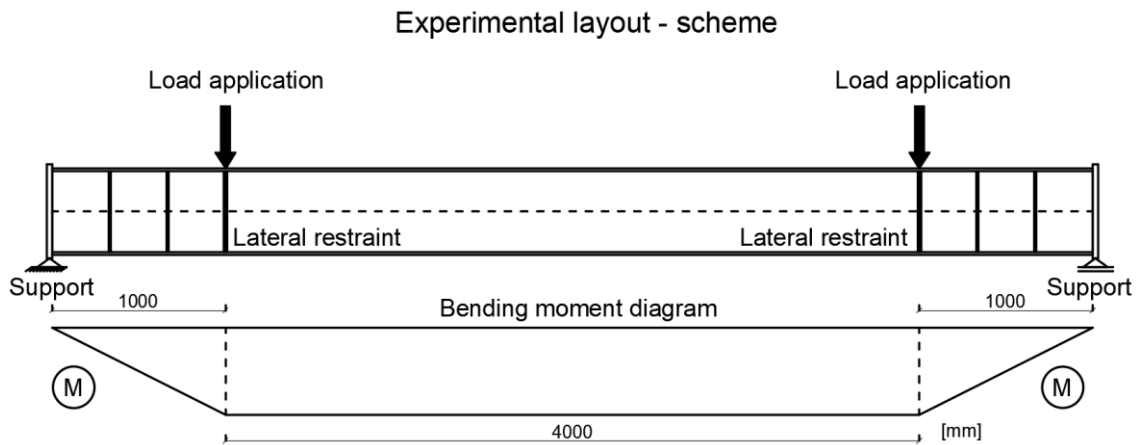 Experimental layout - scheme
Load application
Load application
Lateral restraint
Lateral restraint
Support
Support
1000
Bending moment diagram
1000
M
M
4000
[mm]